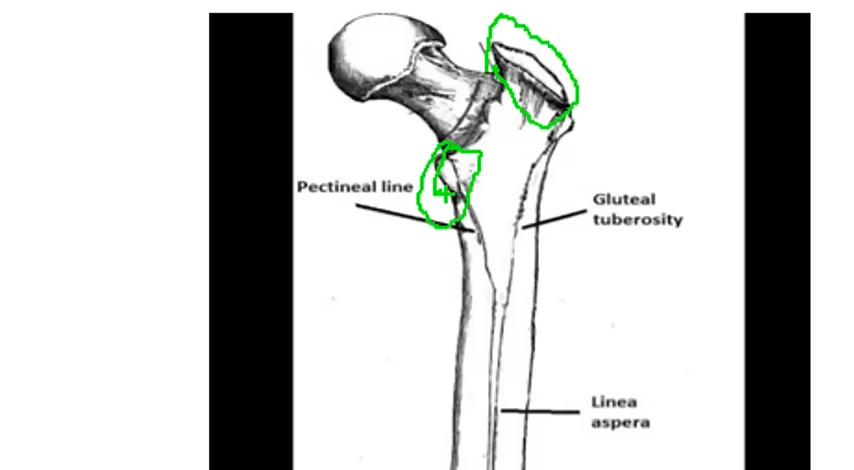 Pectineal line
Gluteal
tuberosity
Linea
aspera